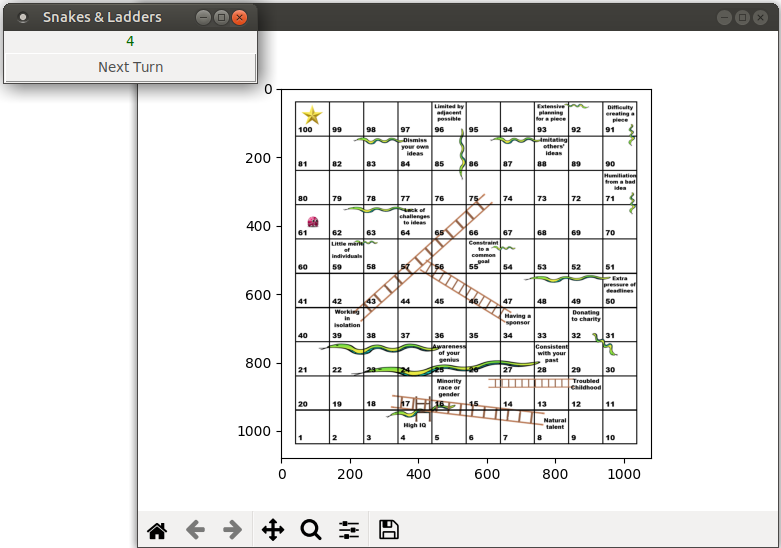 Snakes & Ladders
4
Next Turn
0
200
400
600
800
1000
0
200
400
600
800
1000
Limited by
adjacent
possible
Extensive
planning
for a piece
Difficulty
creating a
piece
100 99 98 97 96 95 94 93 92 91
Dismiss
your own
ideas
Imitating
others'
ideas
81 82 83 84 85 86 87 88 89 90
Humiliation
from a bad
idea
80 79 78 77 76 75 74 73 72 71
Lack of
challenges
to ideas
61 62 63 64 65 66 67 68 69 70
Little
of
individuals
Constraint
to a
common
goal
60 59 58 57 56 55 54 53 52 51
Extra
pressure of
deadlines
41 42 43 44 45 46 47 48 49 50
Working
in
isolation
Having a
sponsor
Donating
to charity
40 39 38 37 36 35 34 33 32 31
Awareness
of your
genius
Consistent
with your
past
21 22 23 24 25 26 27 28 29 30
Minority
race or
gender
Troubled
Childhood
20 19 18 17 16 15 14 13 12 11
High IQ
Natural
talent
1 2 3 4 5 6 7 8 9 10